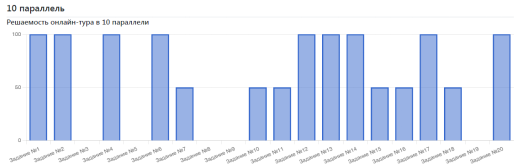 10 параллель
Решаемость онлайн-тура в 10 параллели
100
50
0
Задание №1
Задание №2
Задание №3
Задание №4
Задание №5
Задание №6
Задание №7
Задание №8
Задание №9
Задание №10
Задание №11
Задание №12
Задание №13
Задание №14
Задание №15
Задание №16
Задание №17
Задание №18
Задание №19
Задание №20